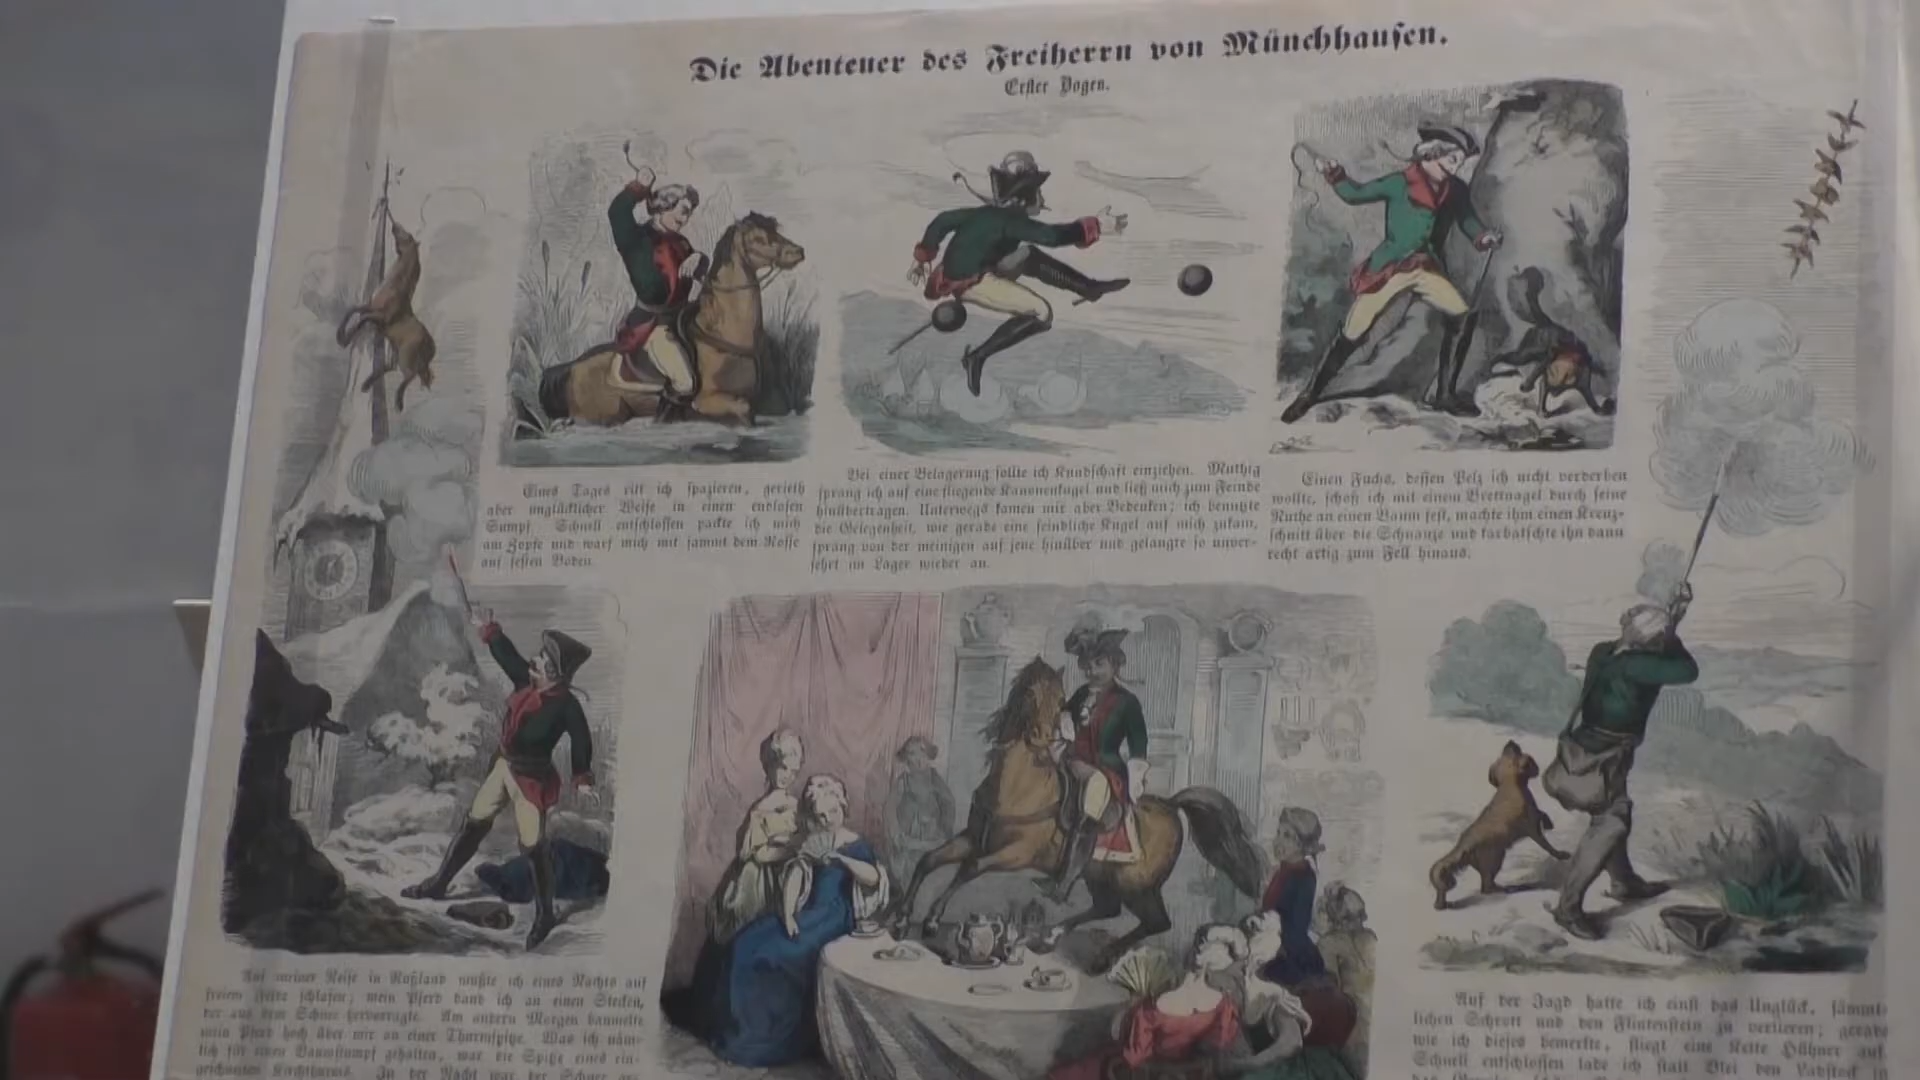 Die Abenteuer des Freiherrn von Münchhausen.
Erster Bogen.
Eines Tages ritt ich spazieren, gerieth
aber unglücklicher Weise in einen endlosen
Sumpf. Schnell entschlossen packte ich mich
am Zopfe und warf mich mit sammt dem Rosse
auf festen Boden.
Bei einer Belagerung sollte ich Kundschaft einziehen. Muthig
sprang ich auf eine fliegende Kanonenkugel und ließ mich zum Feinde
hinübertragen. Unterwegs kamen mir aber Bedenken; ich benutzte
die Gelegenheit, wie gerade eine feindliche Kugel auf mich zukam,
sprang von der meinigen auf jene hinüber und gelangte so unver-
sehrt im Lager wieder an.
Einen Fuchs, dessen Pelz ich nicht verderben
wollte, schoß ich mit einem Brettnagel durch seine
Ruthe an einen Baum fest, machte ihm einen Kreuz-
schnitt über die Schnauze und karbatschte ihn dann
recht artig zum Fell hinaus.
Auf meiner Reise in Rußland mußte ich eines Nachts auf
freiem Felde schlafen; mein Pferd band ich an einen Stecken,
der aus dem Schnee hervorragte. Am andern Morgen baumelte
mein Pferd hoch über mir an einer Thurmspitze. Was ich näm-
lich für einen Baumstumpf gehalten, war die Spitze eines ein-
geschneiten Kirchthurms. In der Nacht war der Schnee
Auf der Jagd hatte ich einst das Unglück, sämmt-
lichen Schrott und den Flintenstein zu verlieren; gerade
wie ich dieses bemerkte, fliegt eine Kette Hühner auf.
Schnell entschlossen lade ich statt Blei den Ladstock in